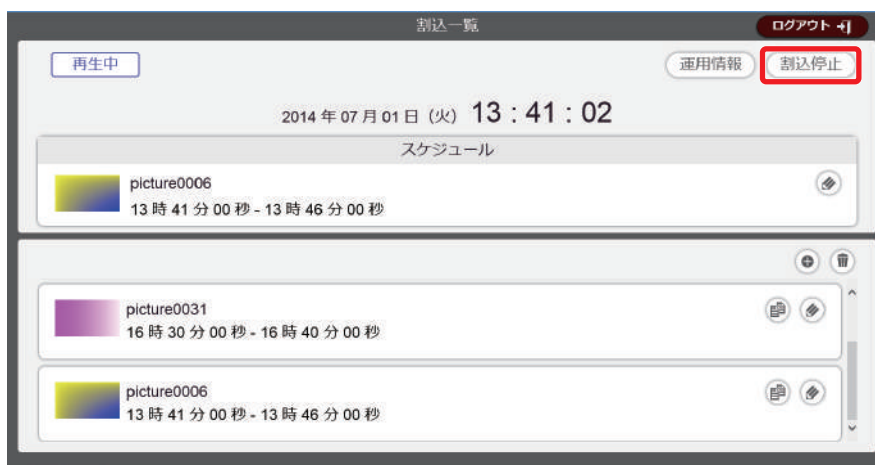 割込一覧
ログアウト
再生中
運用情報
割込停止
2014 年 07 月 01 日（火） 13：41：02
スケジュール
picture0006
13 時 41 分 00 秒 - 13 時 46 分 00 秒
picture0031
16 時 30 分 00 秒 - 16 時 40 分 00 秒
picture0006
13 時 41 分 00 秒 - 13 時 46 分 00 秒